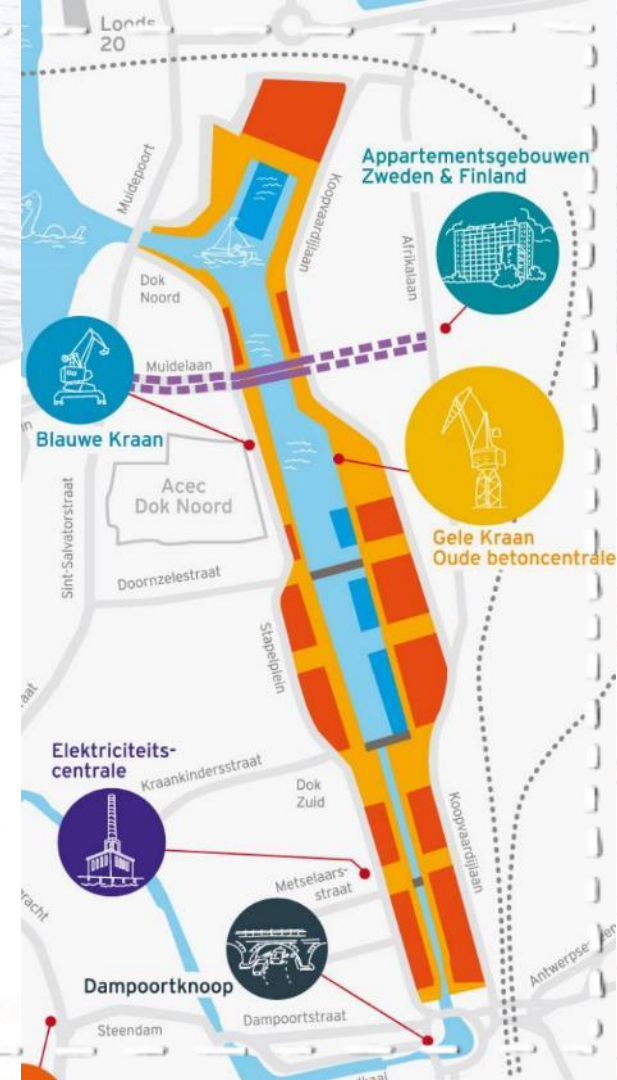 Loods
20
Muidepoort
Koopvaardijlaan
Appartementsgebouwen
Zweden & Finland
Afrikalaan
Dok
Noord
Muidelaan
Blauwe Kraan
Acec
Dok Noord
Sint-Salvatorstraat
Gele Kraan
Oude betoncentrale
Doornzelestraat
Stapelplein
Elektriciteits-
centrale
Kraankindersstraat
Dok
Zuid
Koopvaardijlaan
Metselaars-
straat
Dampoortknoop
Steendam
Dampoortstraat